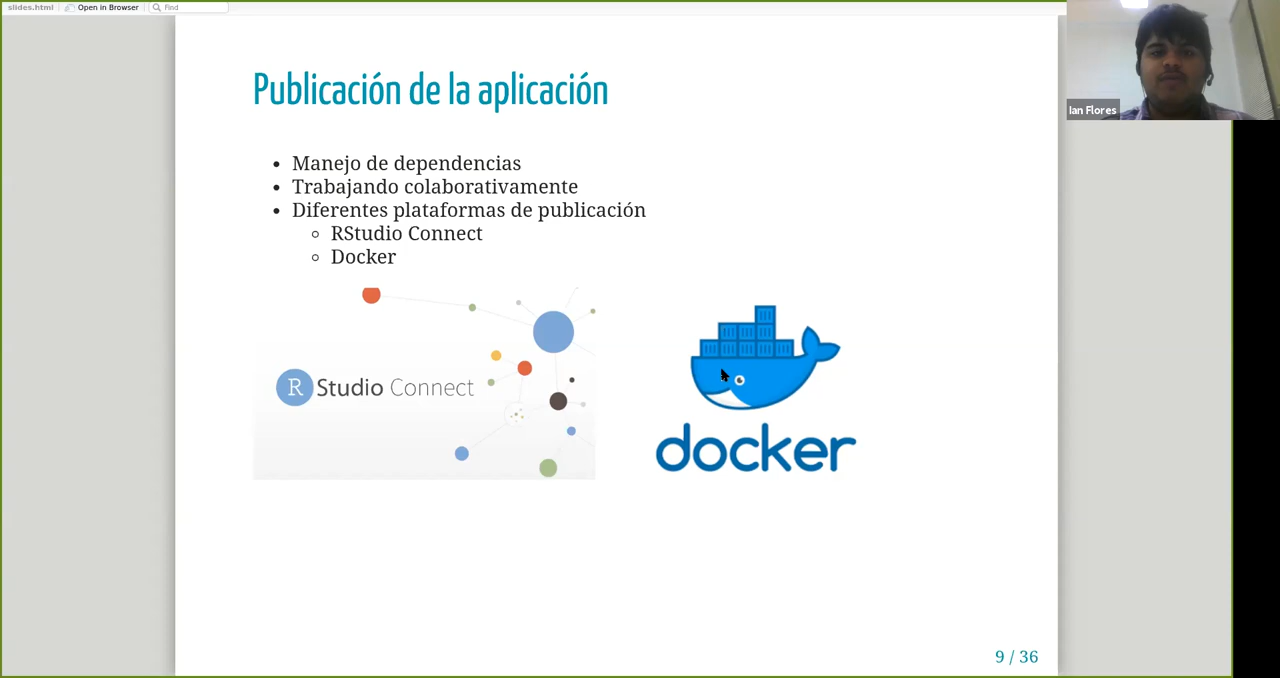 slides.html
Open in Browser
Find
Ian Flores
Publicación de la aplicación
Manejo de dependencias
Trabajando colaborativamente
Diferentes plataformas de publicación
RStudio Connect
Docker
R Studio Connect
docker
9 / 36